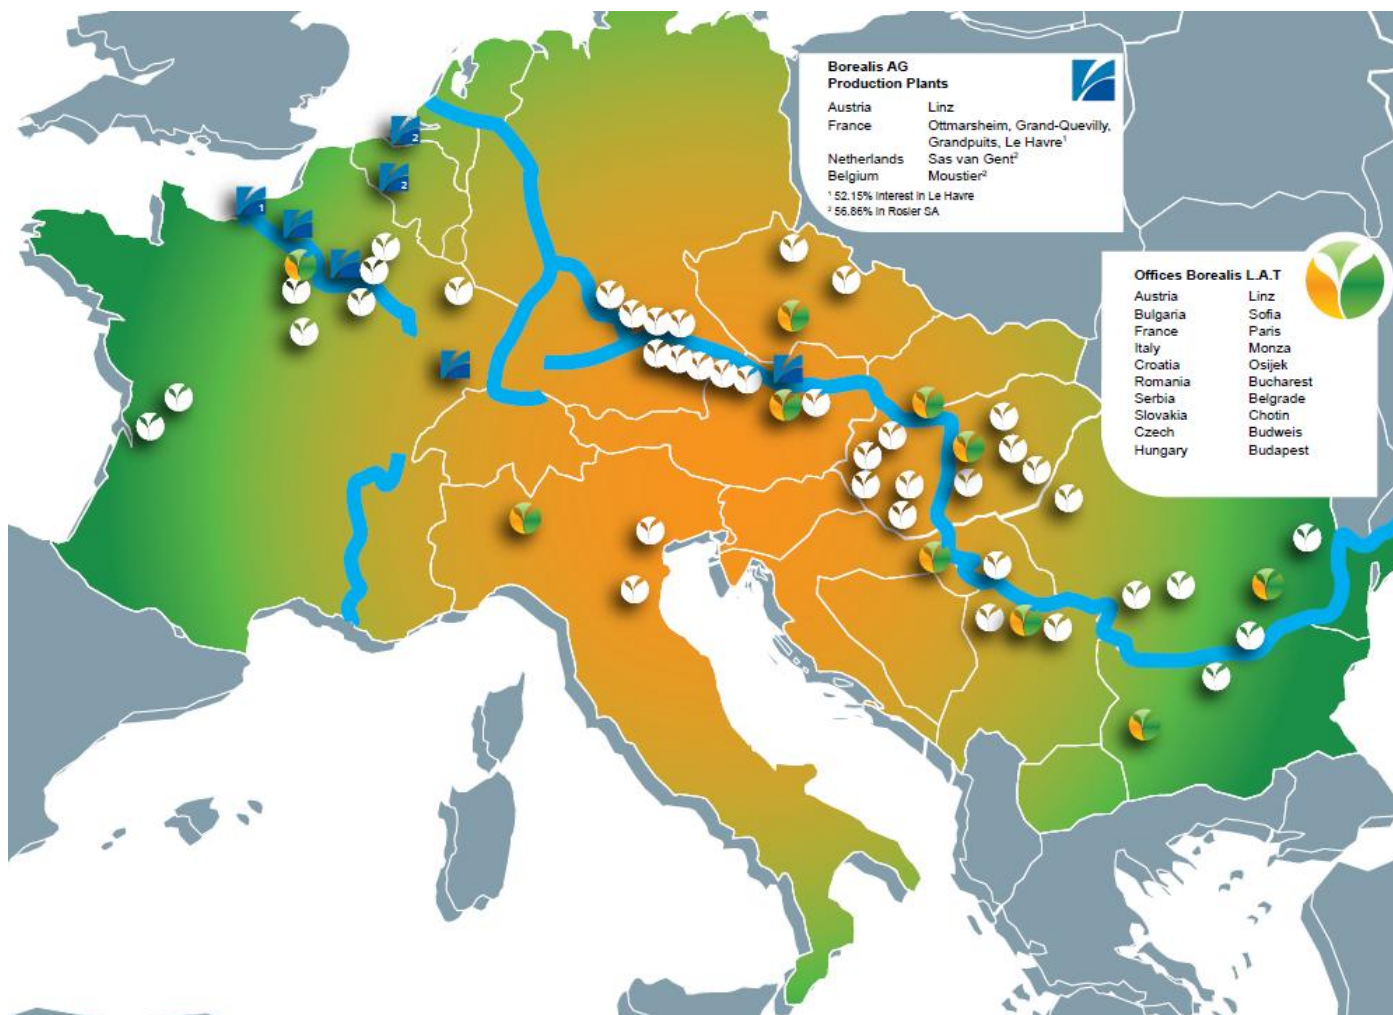 Borealis AG
Production Plants
Austria Linz
France Ottmarsheim, Grand-Quevilly,
Grandpuits, Le Havre¹
Netherlands Sas van Gent²
Belgium Moustier²
¹ 52.15% Interest in Le Havre
² 56.86% in Rosier SA
2
2
1
Offices Borealis L.A.T
Austria Linz
Bulgaria Sofia
France Paris
Italy Monza
Croatia Osijek
Romania Bucharest
Serbia Belgrade
Slovakia Chotin
Czech Budweis
Hungary Budapest